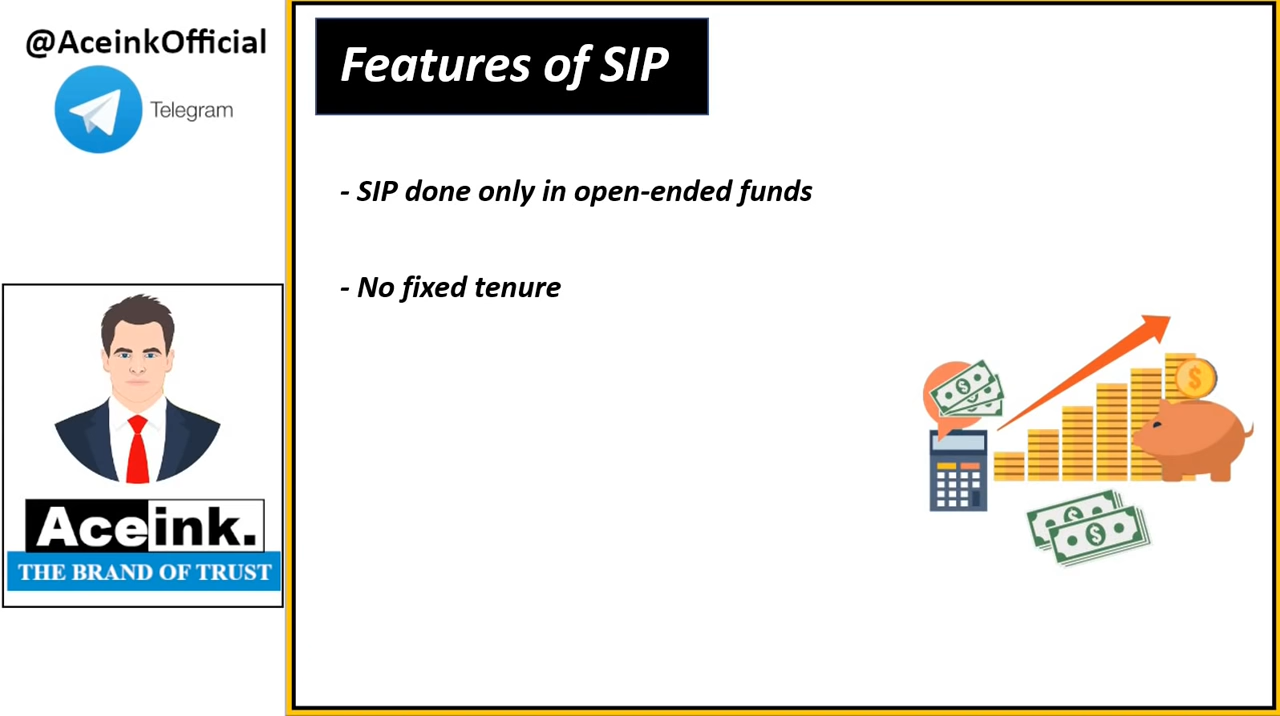 @AceinkOfficial
Telegram
Aceink.
THE BRAND OF TRUST
Features of SIP
- SIP done only in open-ended funds
- No fixed tenure